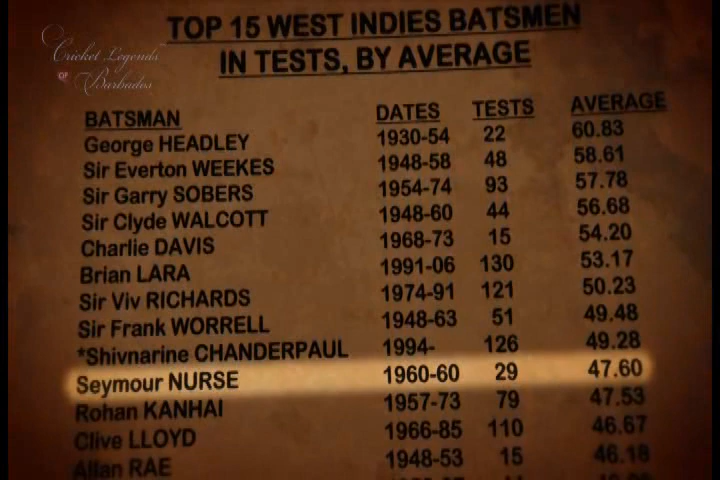 Cricket Legends
OF
Barbados
TOP 15 WEST INDIES BATSMEN
IN TESTS, BY AVERAGE
BATSMAN DATES TESTS AVERAGE
George HEADLEY 1930-54 22 60.83
Sir Everton WEEKES 1948-58 48 58.61
Sir Garry SOBERS 1954-74 93 57.78
Sir Clyde WALCOTT 1948-60 44 56.68
Charlie DAVIS 1968-73 15 54.20
Brian LARA 1991-06 130 53.17
Sir Viv RICHARDS 1974-91 121 50.23
Sir Frank WORRELL 1948-63 51 49.48
*Shivnarine CHANDERPAUL 1994- 126 49.28
Seymour NURSE 1960-60 29 47.60
Rohan KANHAI 1957-73 79 47.53
Clive LLOYD 1966-85 110 46.67
Allan RAE 1948-53 15 46.18